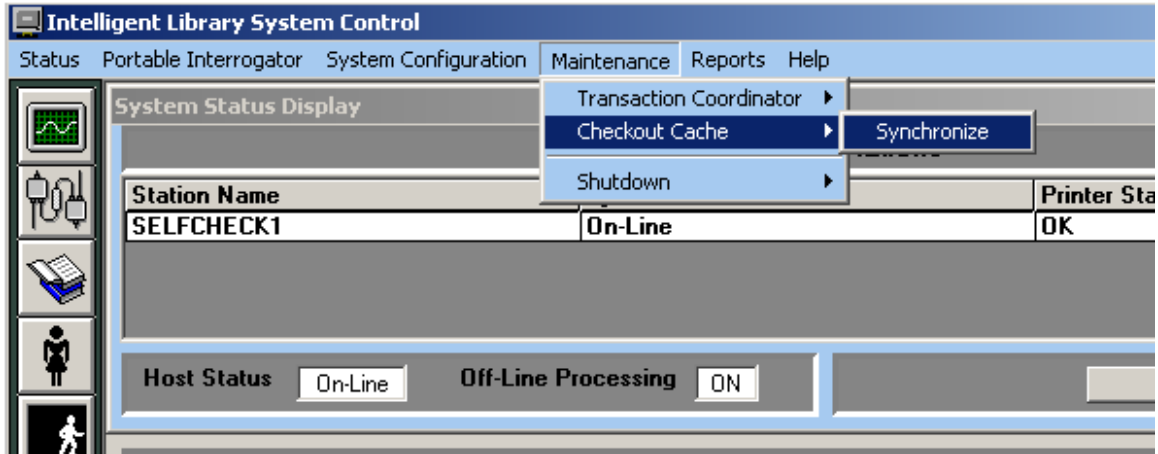 Intelligent Library System Control
Status Portable Interrogator System Configuration Maintenance Reports Help
System Status Display
Transaction Coordinator
Checkout Cache
Synchronize
Shutdown
Station Name Printer Sta
SELFCHECK1 On-Line OK
Host Status On-Line Off-Line Processing ON